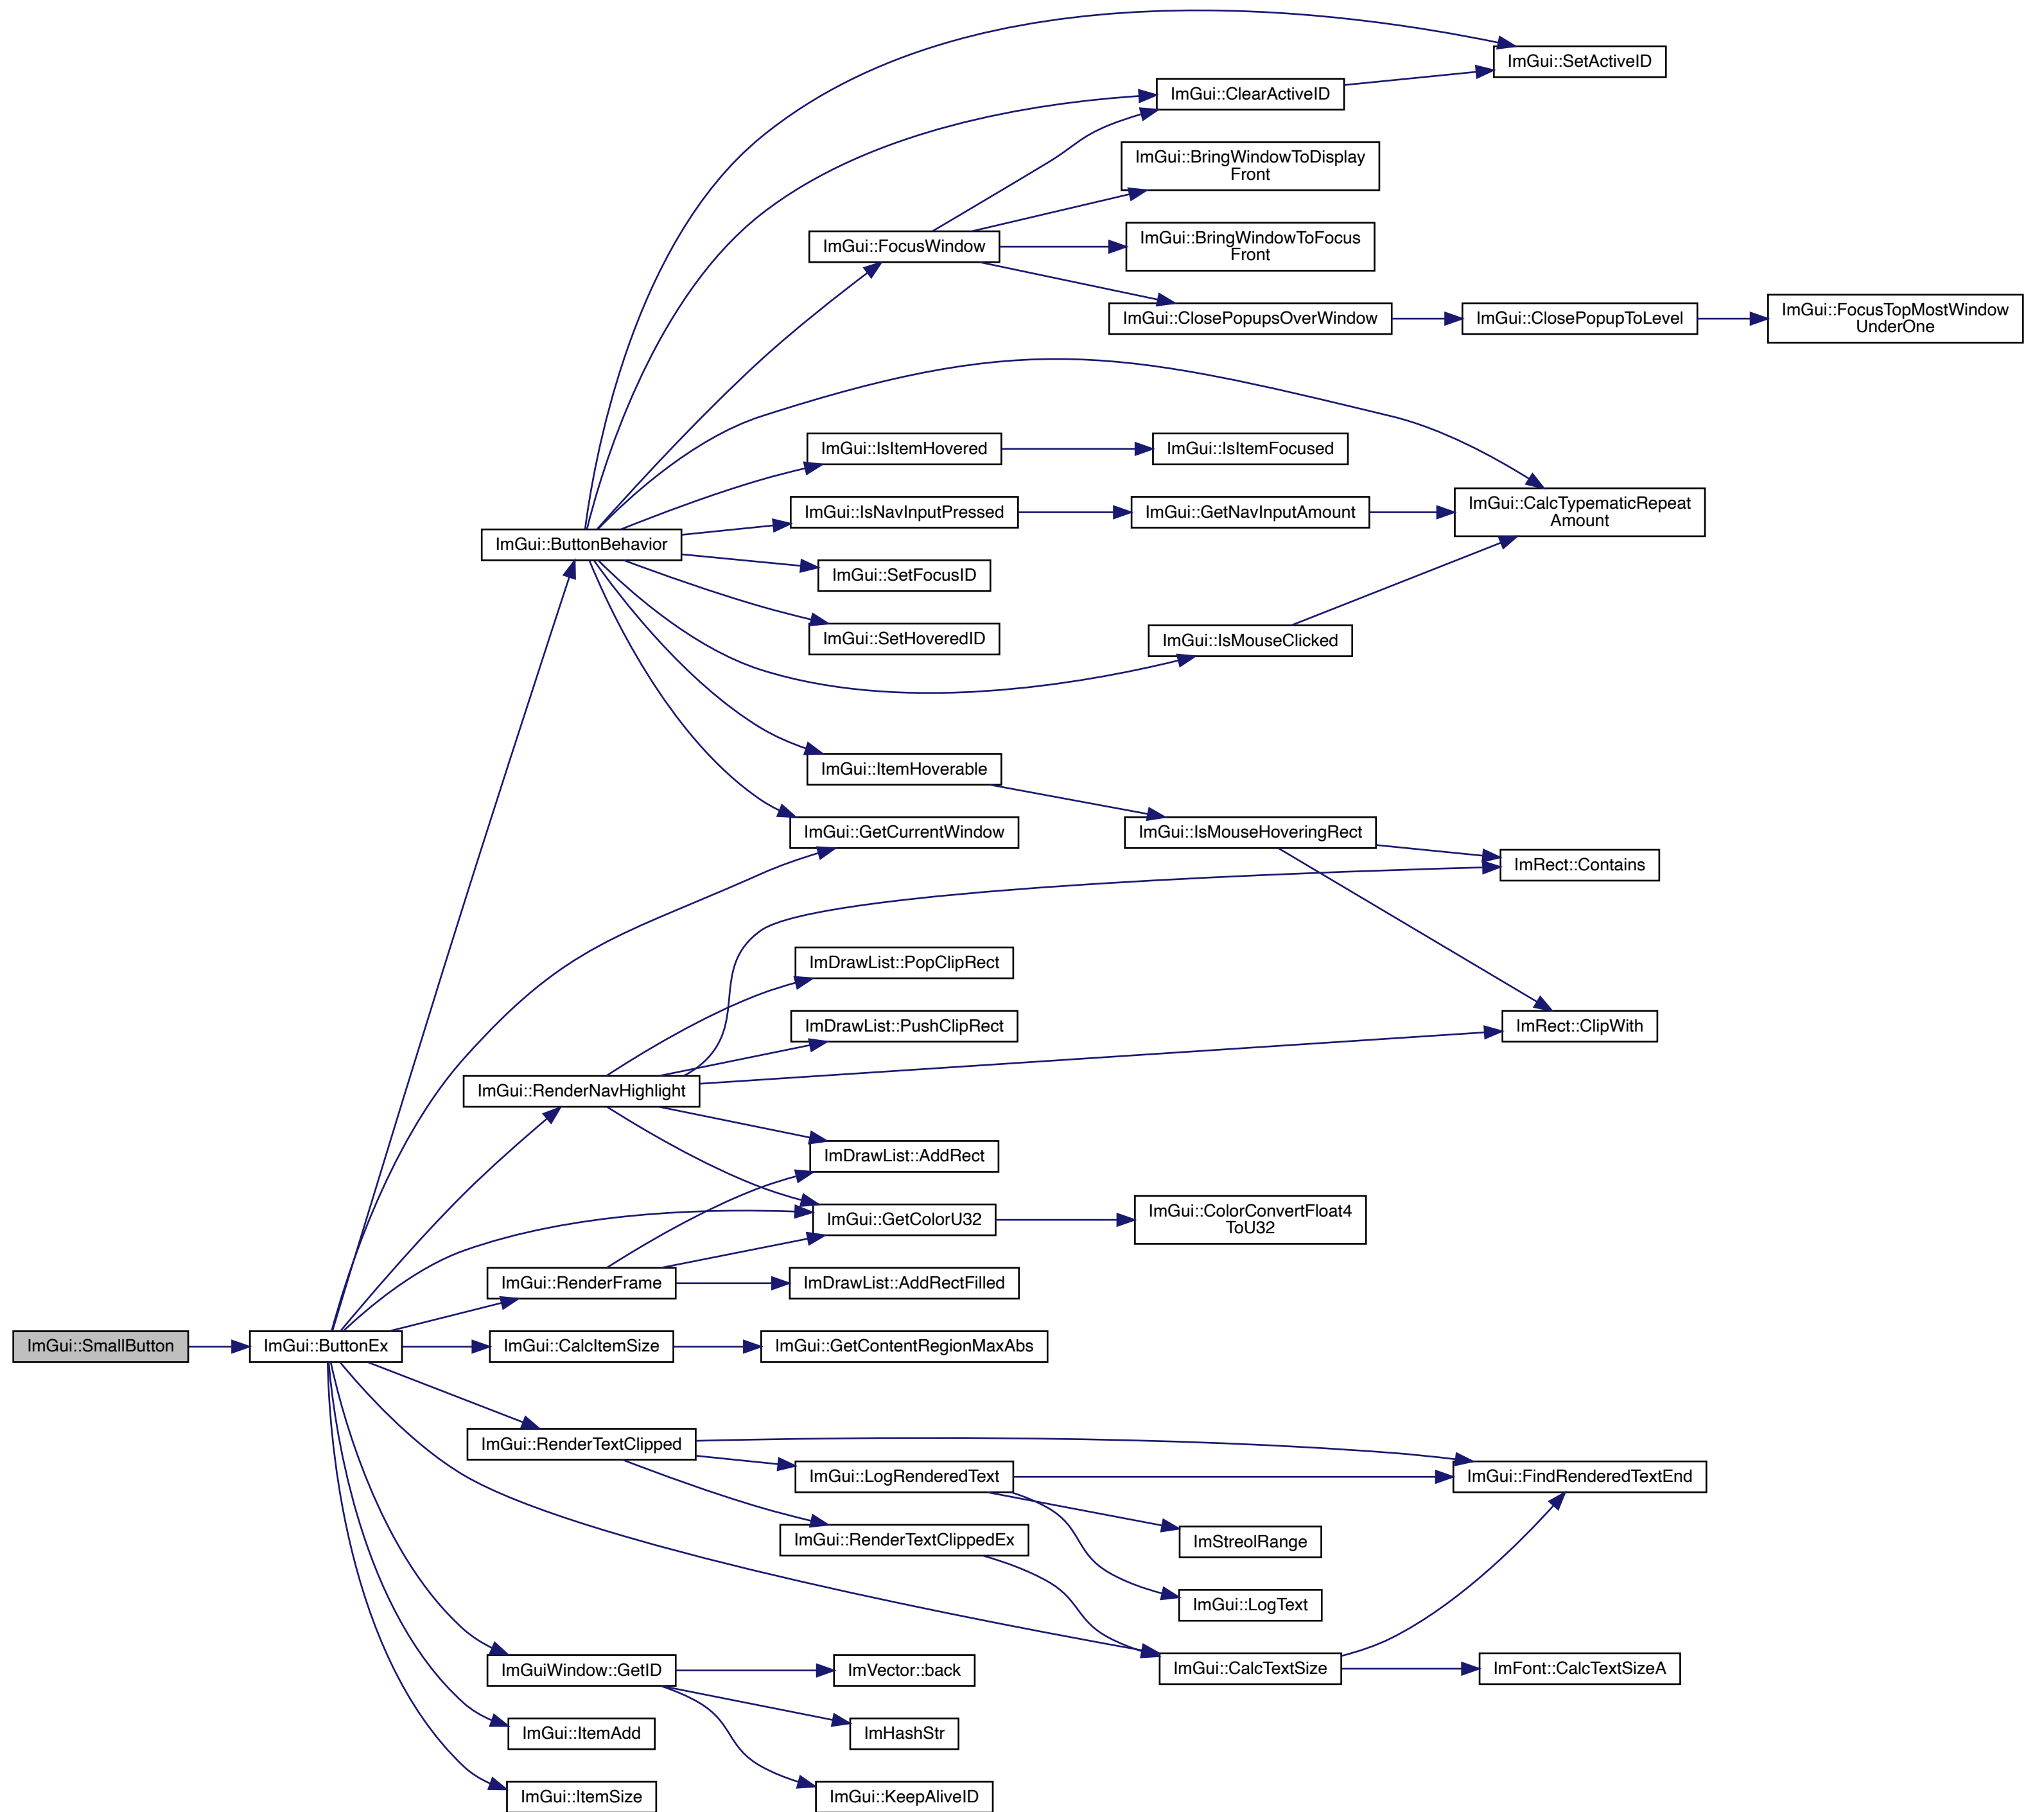 ImGui::SetActiveID
ImGui::ClearActiveID
ImGui::BringWindowToDisplay
Front
ImGui::FocusWindow
ImGui::BringWindowToFocus
Front
ImGui::ClosePopupsOverWindow
ImGui::ClosePopupToLevel
ImGui::FocusTopMostWindow
UnderOne
ImGui::IsItemHovered
ImGui::IsItemFocused
ImGui::CalcTypematicRepeat
Amount
ImGui::IsNavInputPressed
ImGui::GetNavInputAmount
ImGui::ButtonBehavior
ImGui::SetFocusID
ImGui::SetHoveredID
ImGui::IsMouseClicked
ImGui::ItemHoverable
ImGui::GetCurrentWindow
ImGui::IsMouseHoveringRect
ImRect::Contains
ImDrawList::PopClipRect
ImDrawList::PushClipRect
ImRect::ClipWith
ImGui::RenderNavHighlight
ImDrawList::AddRect
ImGui::GetColorU32
ImGui::ColorConvertFloat4
ToU32
ImGui::RenderFrame
ImDrawList::AddRectFilled
ImGui::SmallButton
ImGui::ButtonEx
ImGui::CalcItemSize
ImGui::GetContentRegionMaxAbs
ImGui::RenderTextClipped
ImGui::LogRenderedText
ImGui::FindRenderedTextEnd
ImGui::RenderTextClippedEx
ImStreolRange
ImGui::LogText
ImGuiWindow::GetID
ImVector::back
ImGui::CalcTextSize
ImFont::CalcTextSizeA
ImGui::ItemAdd
ImHashStr
ImGui::ItemSize
ImGui::KeepAliveID